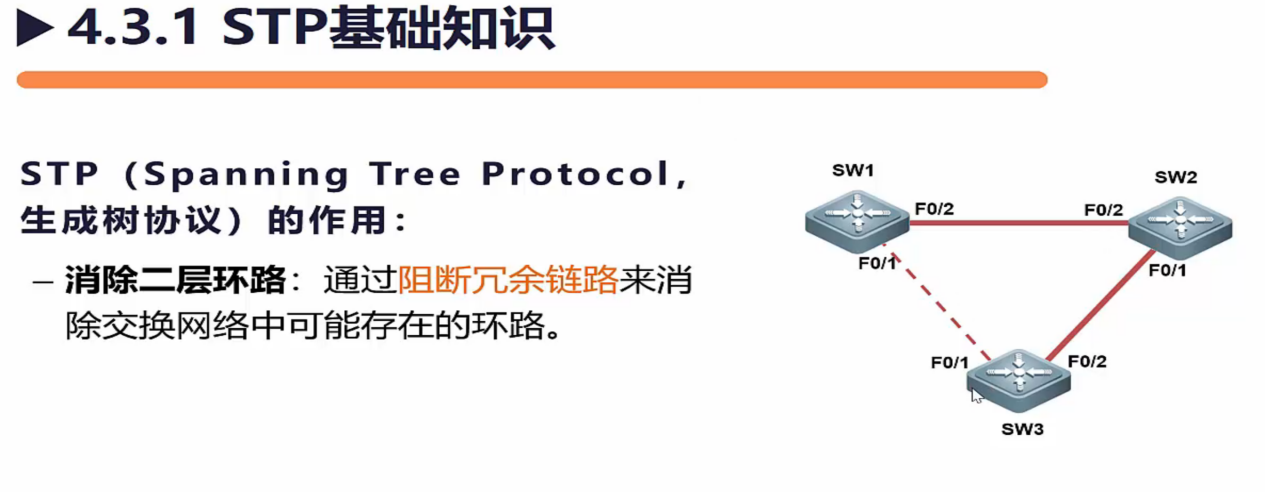 ▶ 4.3.1 STP基础知识
STP（Spanning Tree Protocol,
生成树协议）的作用：
– 消除二层环路：通过阻断冗余链路来消
除交换网络中可能存在的环路。
SW1
SW2
F0/2
F0/2
F0/1
F0/1
F0/1
F0/2
SW3